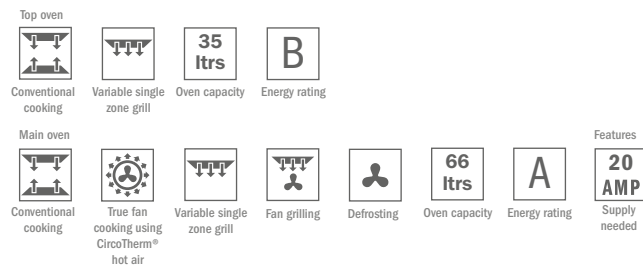 Top oven
35
ltrs
B
Conventional
cooking
Variable single
zone grill
Oven capacity
Energy rating
Main oven
Features
66
ltrs
A
20
AMP
Conventional
cooking
True fan
cooking using
CircoTherm®
hot air
Variable single
zone grill
Fan grilling
Defrosting
Oven capacity
Energy rating
Supply
needed